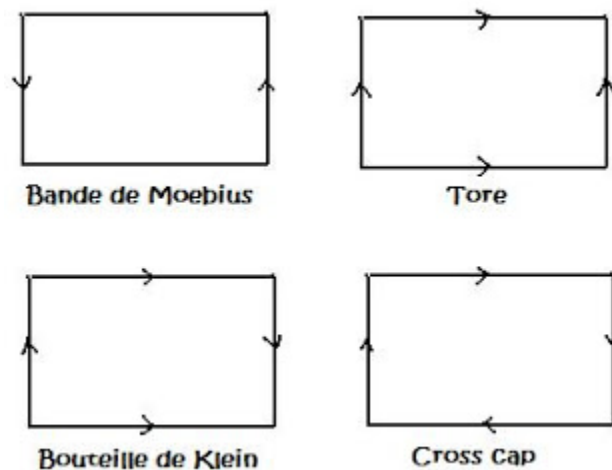 Bande de Moebius
Tore
Bouteille de Klein
Cross Cap